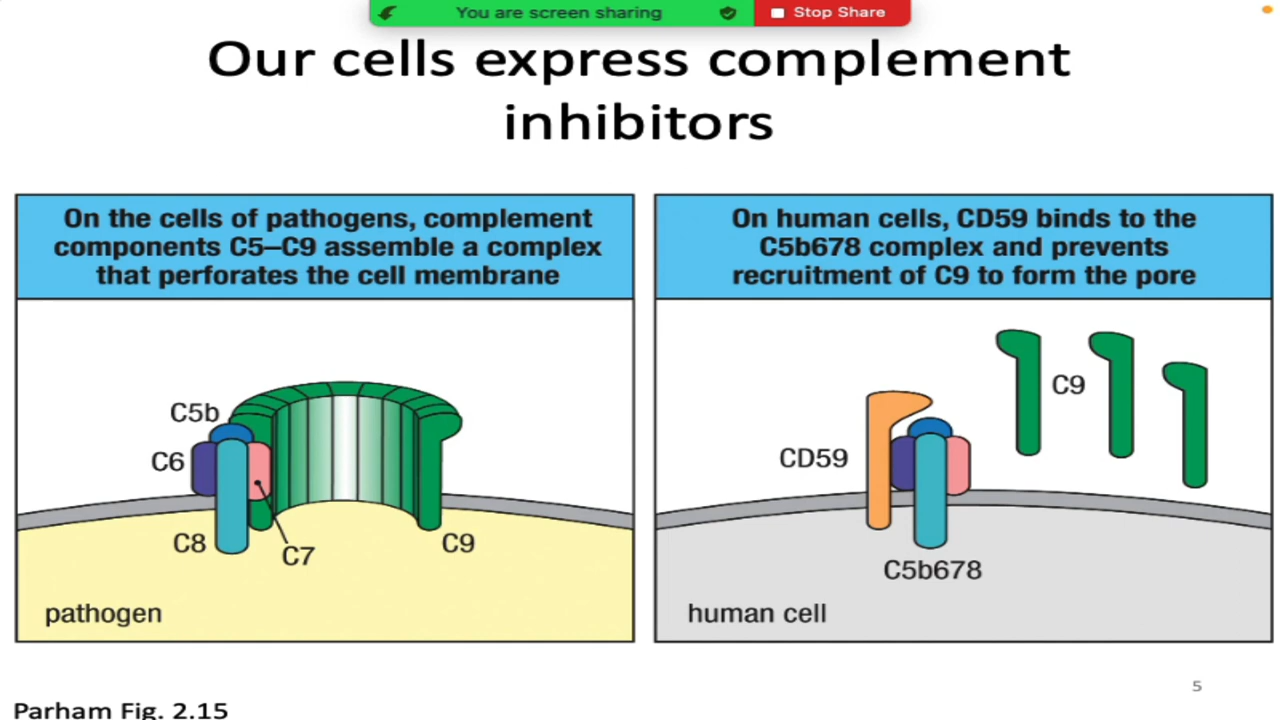 You are screen sharing
Stop Share
Our cells express complement
inhibitors
On the cells of pathogens, complement
components C5–C9 assemble a complex
that perforates the cell membrane
C5b
C6
C8
C7
C9
pathogen
On human cells, CD59 binds to the
C5b678 complex and prevents
recruitment of C9 to form the pore
C9
CD59
C5b678
human cell
5
Parham Fig. 2.15